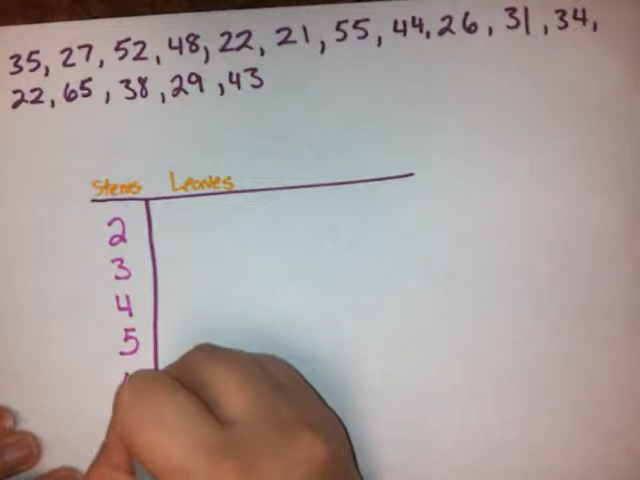 35, 27, 52, 48, 22, 21, 55, 44, 26, 31, 34,
22, 65, 38, 29, 43
Stems Leaves
2
3
4
5